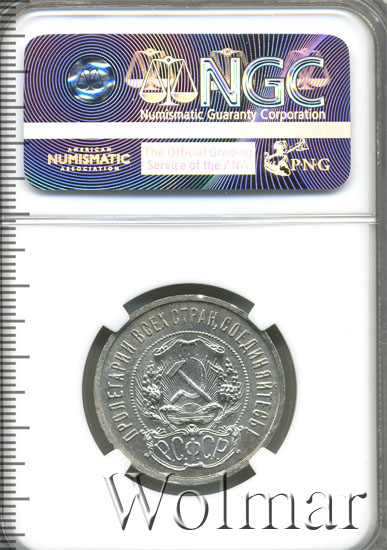 NGC
Numismatic Guaranty Corporation
AMERICAN
NUMISMATIC
ASSOCIATION
The Official Grading
Service of the PNG
PNG
ПРОЛЕТАРИИ ВСЕХ СТРАН, СОЕДИНЯЙТЕСЬ!
Р.С.Ф.С.Р.
Wolmar